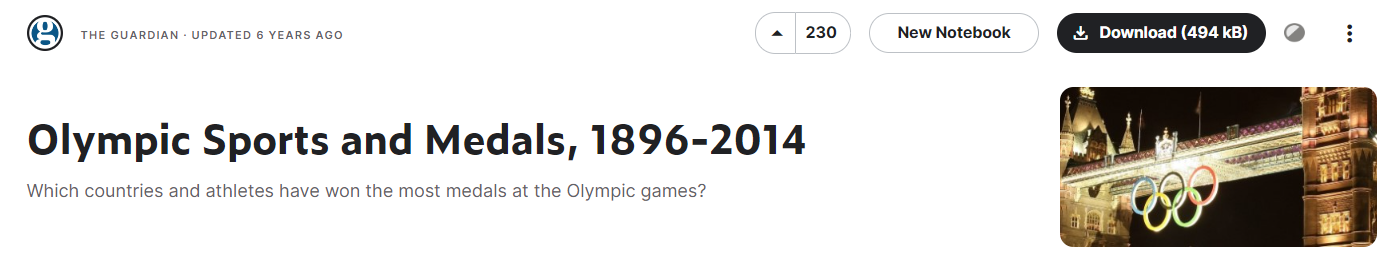 THE GUARDIAN · UPDATED 6 YEARS AGO
230
New Notebook
Download (494 kB)
Olympic Sports and Medals, 1896-2014
Which countries and athletes have won the most medals at the Olympic games?